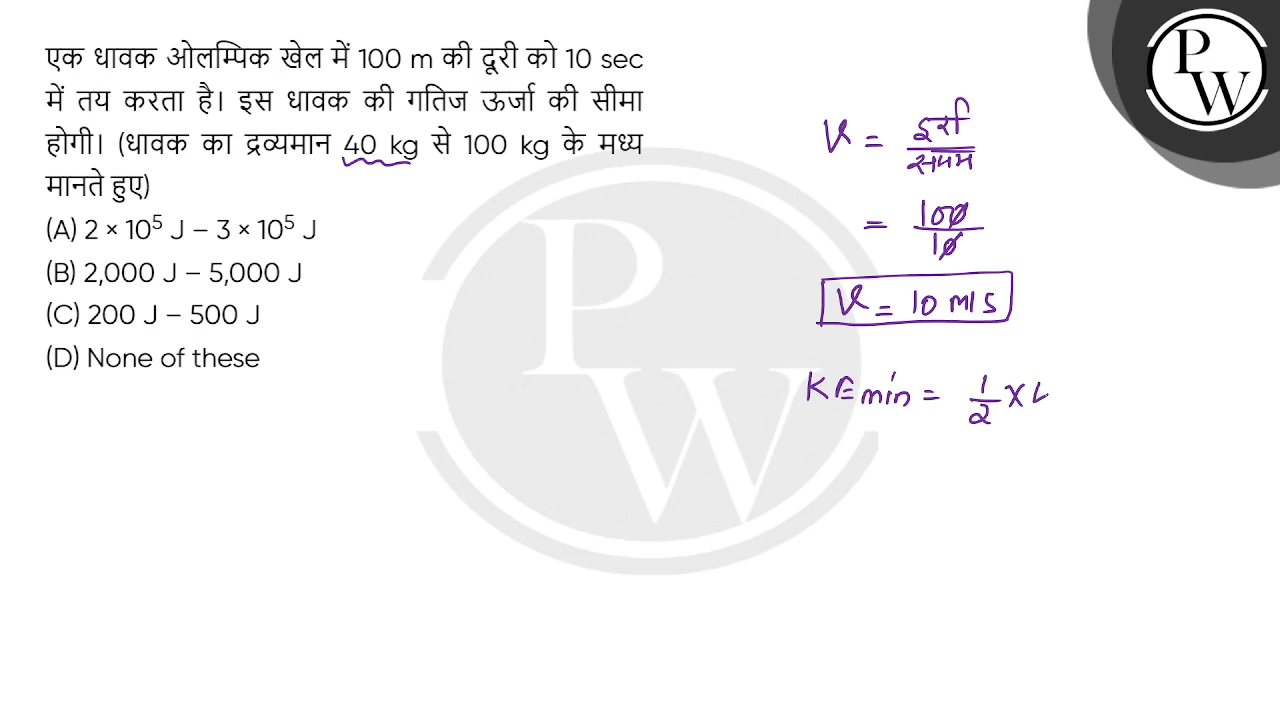 एक धावक ओलम्पिक खेल में 100 m की दूरी को 10 sec
में तय करता है। इस धावक की गतिज ऊर्जा की सीमा
होगी। (धावक का द्रव्यमान 40 kg से 100 kg के मध्य
मानते हुए)
(A) 2 × 10⁵ J – 3 × 10⁵ J
(B) 2,000 J – 5,000 J
(C) 200 J – 500 J
(D) None of these
V = दूरी / समय
= 100 / 10
V = 10 m/s
KEmin = 1/2 ×
PW
PW